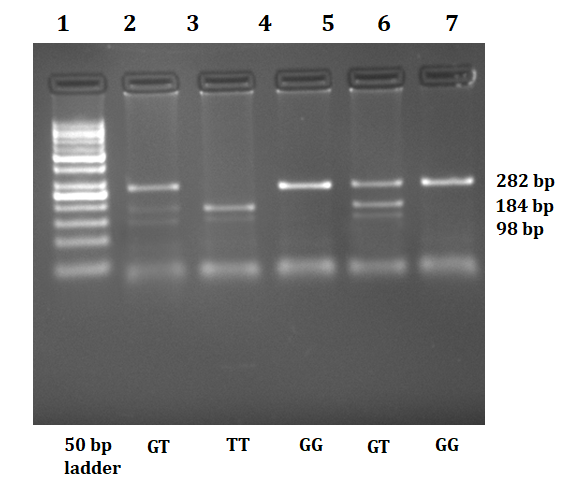 1 2 3 4 5 6 7
282 bp
184 bp
98 bp
50 bp
ladder
GT TT GG GT GG